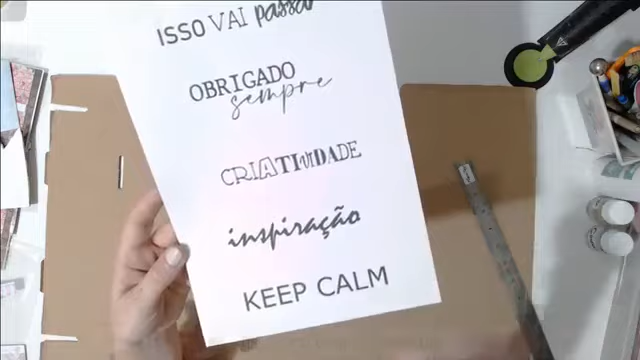 ISSO VAI passar
OBRIGADO
sempre
CRIATIVIDADE
inspiração
KEEP CALM